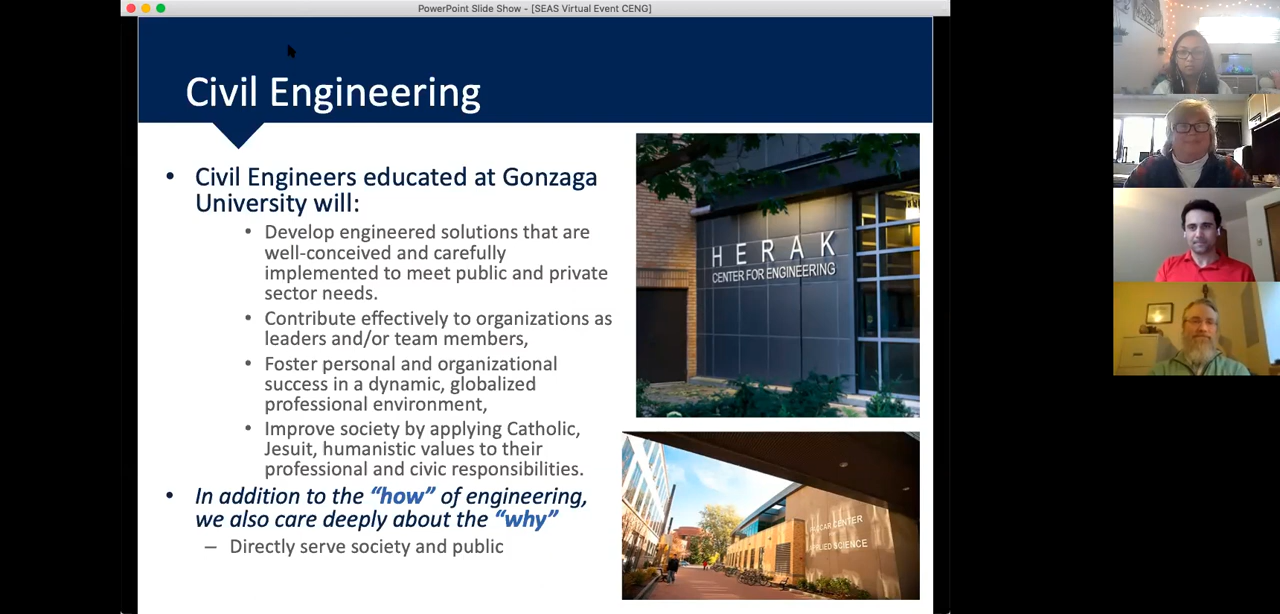 PowerPoint Slide Show - [SEAS Virtual Event CENG]
Civil Engineering
• Civil Engineers educated at Gonzaga
University will:
• Develop engineered solutions that are
well-conceived and carefully
implemented to meet public and private
sector needs.
• Contribute effectively to organizations as
leaders and/or team members,
• Foster personal and organizational
success in a dynamic, globalized
professional environment,
• Improve society by applying Catholic,
Jesuit, humanistic values to their
professional and civic responsibilities.
• In addition to the “how” of engineering,
we also care deeply about the “why”
– Directly serve society and public
HERAK
CENTER FOR ENGINEERING
CENTER
APPLIED SCIENCE